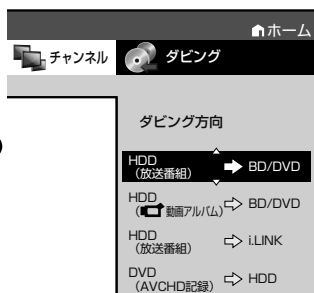 ホーム
チャンネル
ダビング
ダビング方向
HDD
(放送番組)
BD/DVD
HDD
(動画アルバム)
BD/DVD
HDD
(放送番組)
i.LINK
DVD
(AVCHD記録)
HDD